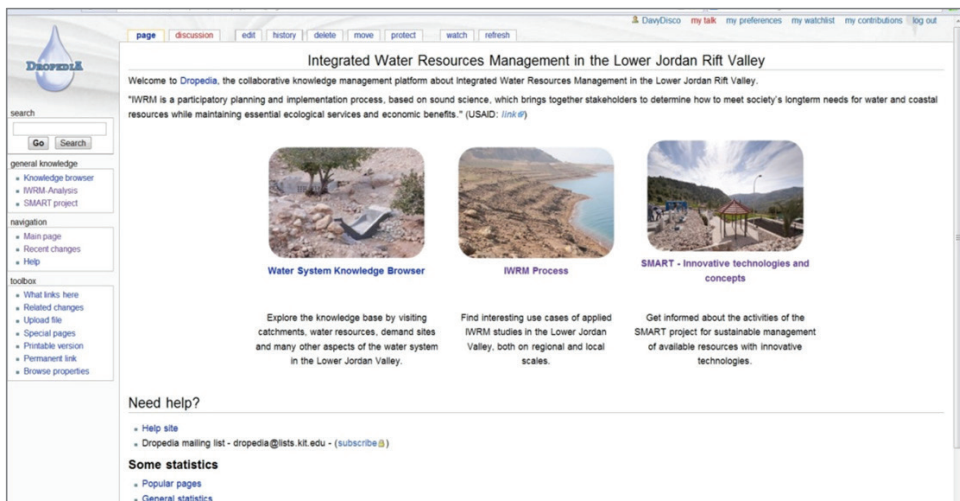 DavyDisco my talk my preferences my watchlist my contributions log out
page discussion edit history delete move protect watch refresh
DROPEDIA
search
Go Search
general knowledge
Knowledge browser
IWRM-Analysis
SMART project
navigation
Main page
Recent changes
Help
toolbox
What links here
Related changes
Upload file
Special pages
Printable version
Permanent link
Browse properties
Integrated Water Resources Management in the Lower Jordan Rift Valley
Welcome to Dropedia, the collaborative knowledge management platform about Integrated Water Resources Management in the Lower Jordan Rift Valley.
"IWRM is a participatory planning and implementation process, based on sound science, which brings together stakeholders to determine how to meet society's longterm needs for water and coastal
resources while maintaining essential ecological services and economic benefits." (USAID: link)
Water System Knowledge Browser
Explore the knowledge base by visiting
catchments, water resources, demand sites
and many other aspects of the water system
in the Lower Jordan Valley.
IWRM Process
Find interesting use cases of applied
IWRM studies in the Lower Jordan
Valley, both on regional and local
scales.
SMART - Innovative technologies and
concepts
Get informed about the activities of the
SMART project for sustainable management
of available resources with innovative
technologies.
Need help?
Help site
Dropedia mailing list - dropedia@lists.kit.edu - (subscribe)
Some statistics
Popular pages
General statistics